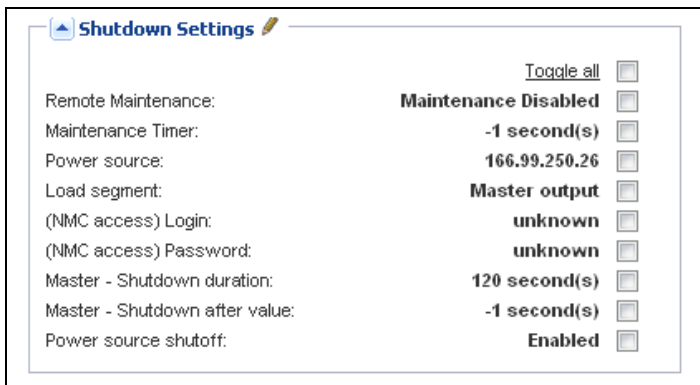 Shutdown Settings
Toggle all
Remote Maintenance: Maintenance Disabled
Maintenance Timer: -1 second(s)
Power source: 166.99.250.26
Load segment: Master output
(NMC access) Login: unknown
(NMC access) Password: unknown
Master - Shutdown duration: 120 second(s)
Master - Shutdown after value: -1 second(s)
Power source shutoff: Enabled